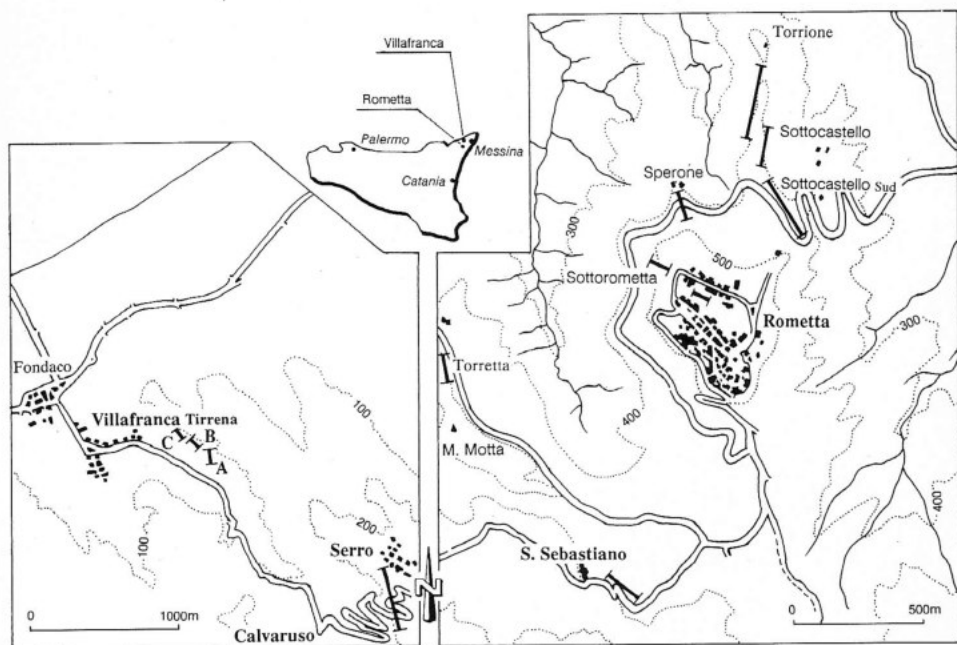 Villafranca
Rometta
Palermo
Messina
Catania
Fondaco
Villafranca Tirrena
C
B
A
100
100
200
Serro
Calvaruso
0 1000m
N
Torrione
Sottocastello
Sottocastello Sud
Sperone
300
500
Sottorometta
Rometta
300
Torretta
400
M. Motta
400
S. Sebastiano
0 500m